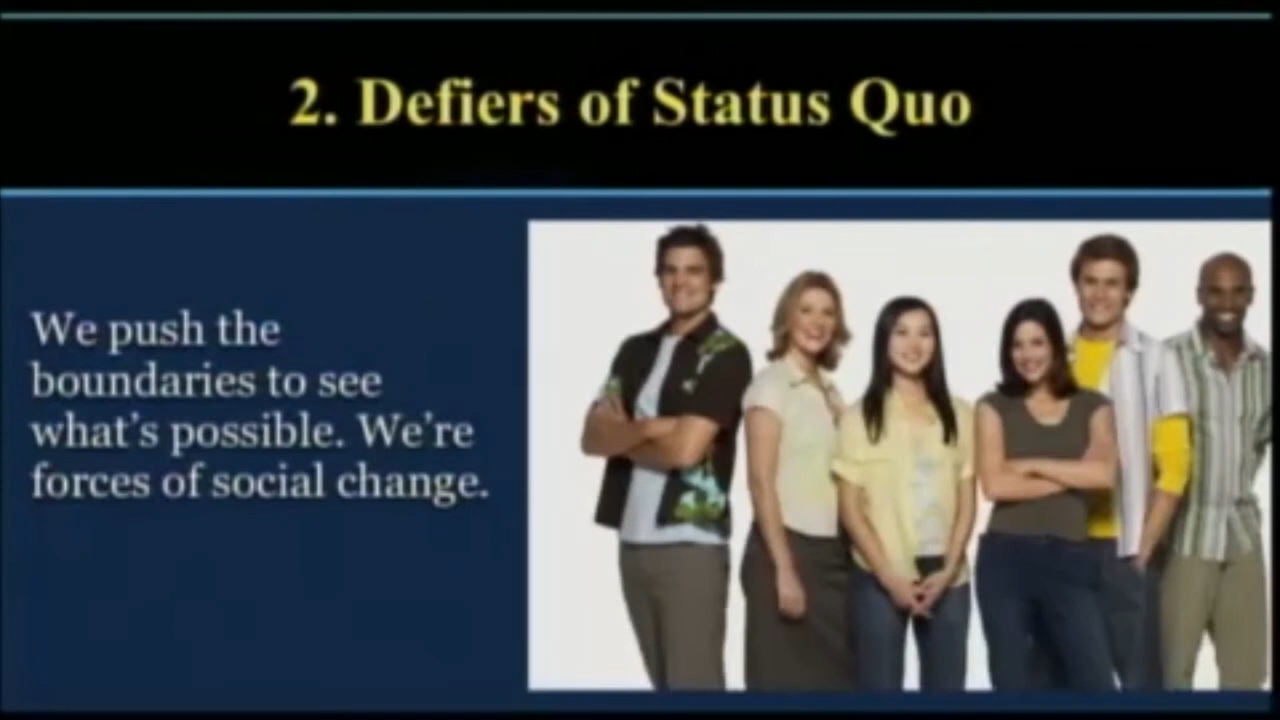 2. Defiers of Status Quo
We push the
boundaries to see
what’s possible. We’re
forces of social change.